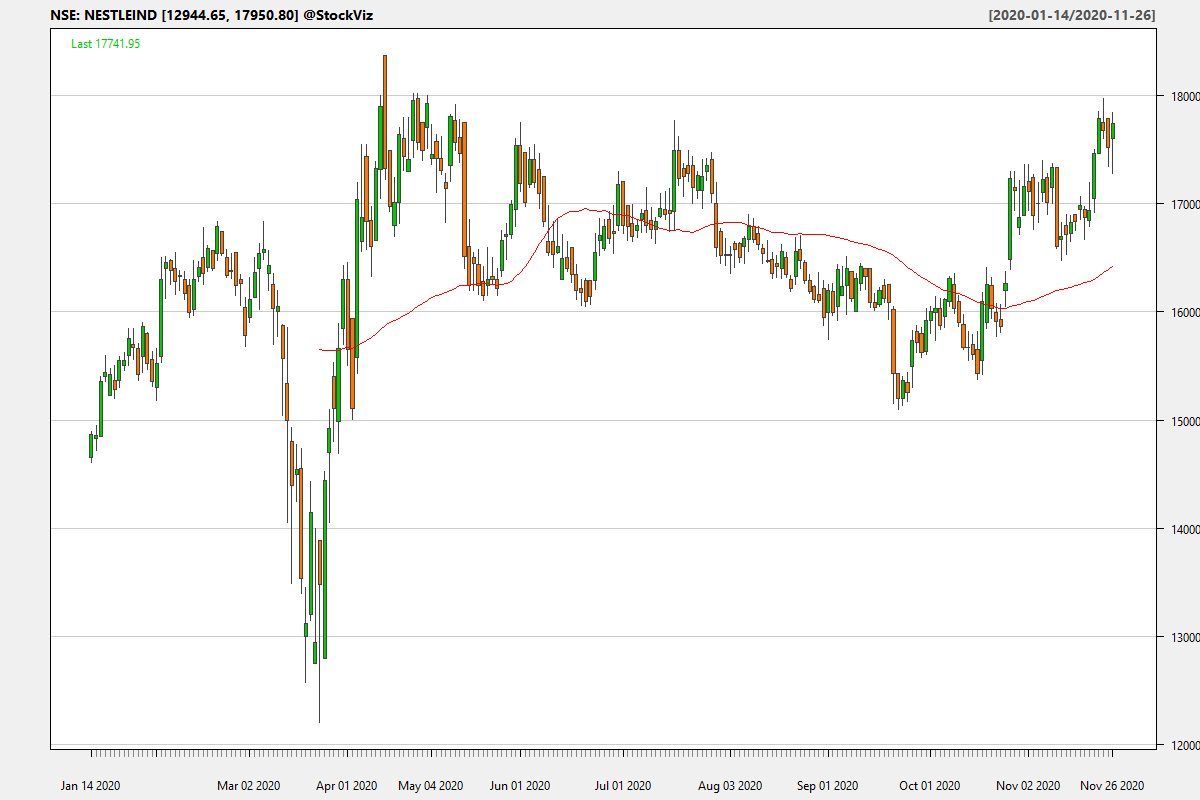 NSE: NESTLEIND [12944.65, 17950.80] @StockViz
[2020-01-14/2020-11-26]
Last 17741.95
18000
17000
16000
15000
14000
13000
12000
Jan 14 2020
Mar 02 2020
Apr 01 2020
May 04 2020
Jun 01 2020
Jul 01 2020
Aug 03 2020
Sep 01 2020
Oct 01 2020
Nov 02 2020
Nov 26 2020